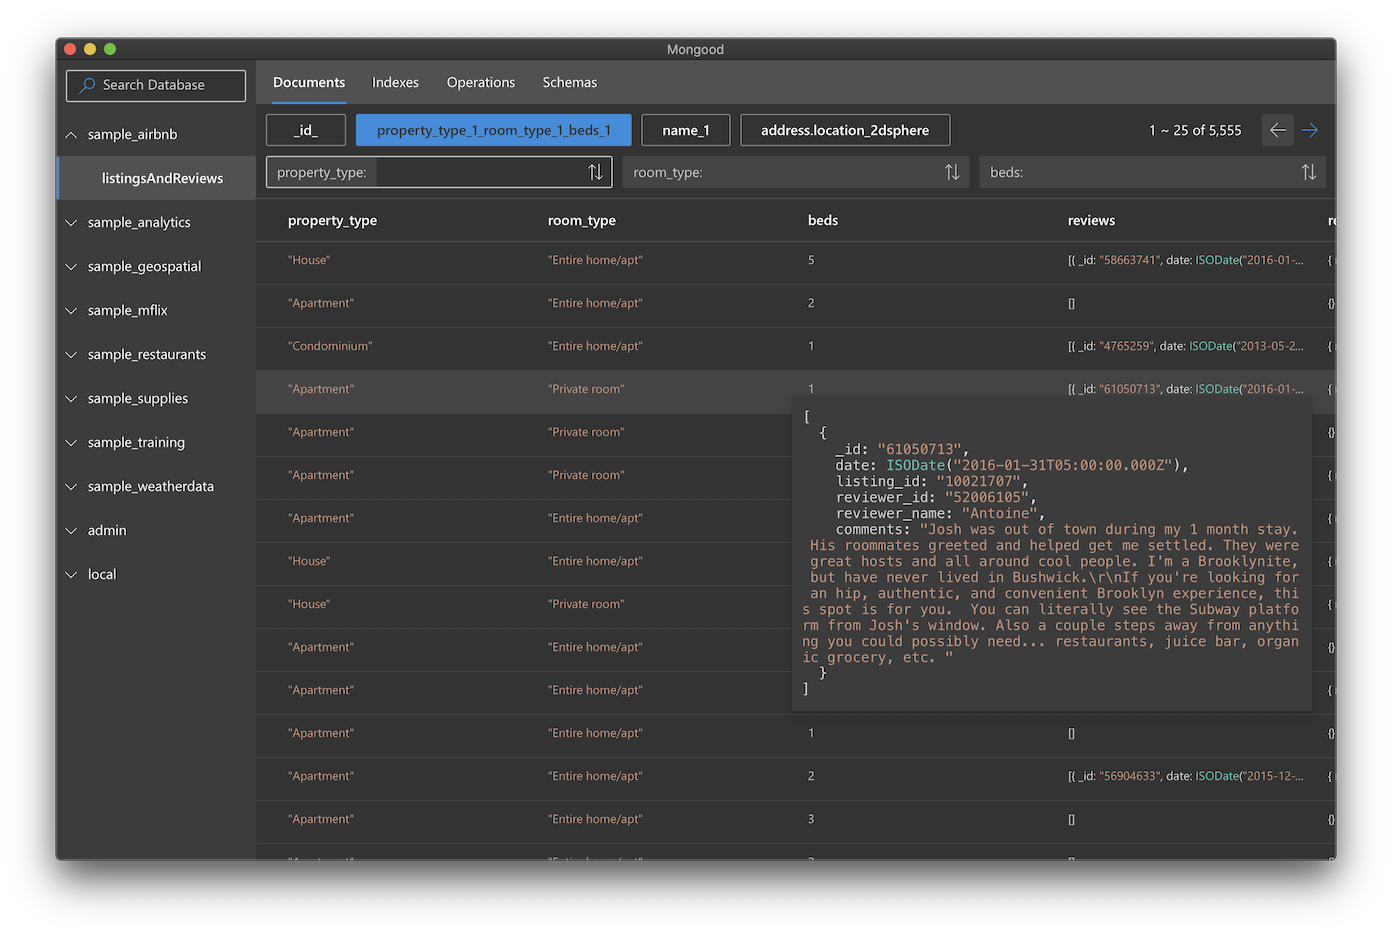 Mongood
Search Database
Documents Indexes Operations Schemas
sample_airbnb
listingsAndReviews
sample_analytics
sample_geospatial
sample_mflix
sample_restaurants
sample_supplies
sample_training
sample_weatherdata
admin
local
_id_ property_type_1_room_type_1_beds_1 name_1 address.location_2dsphere 1 ~ 25 of 5,555
property_type: room_type: beds:
property_type room_type beds reviews
"House" "Entire home/apt" 5 [{ _id: "58663741", date: ISODate("2016-01-... {
"Apartment" "Entire home/apt" 2 [] {}
"Condominium" "Entire home/apt" 1 [{ _id: "4765259", date: ISODate("2013-05-2... {
"Apartment" "Private room" 1 [{ _id: "61050713", date: ISODate("2016-01-... {
"Apartment" "Private room" {}
"Apartment" "Private room" {
"Apartment" "Entire home/apt" {
"House" "Entire home/apt" {
"House" "Private room" {
"Apartment" "Entire home/apt" {}
"Apartment" "Entire home/apt" {
"Apartment" "Entire home/apt" 1 [] {}
"Apartment" "Entire home/apt" 2 [{ _id: "56904633", date: ISODate("2015-12-... {
"Apartment" "Entire home/apt" 3 [] {}
[
{
_id: "61050713",
date: ISODate("2016-01-31T05:00:00.000Z"),
listing_id: "10021707",
reviewer_id: "52006105",
reviewer_name: "Antoine",
comments: "Josh was out of town during my 1 month stay.
His roommates greeted and helped get me settled. They were
great hosts and all around cool people. I'm a Brooklynite,
but have never lived in Bushwick.\r\nIf you're looking for
an hip, authentic, and convenient Brooklyn experience, thi
s spot is for you.  You can literally see the Subway platfo
rm from Josh's window. Also a couple steps away from anythi
ng you could possibly need... restaurants, juice bar, organ
ic grocery, etc. "
}
]